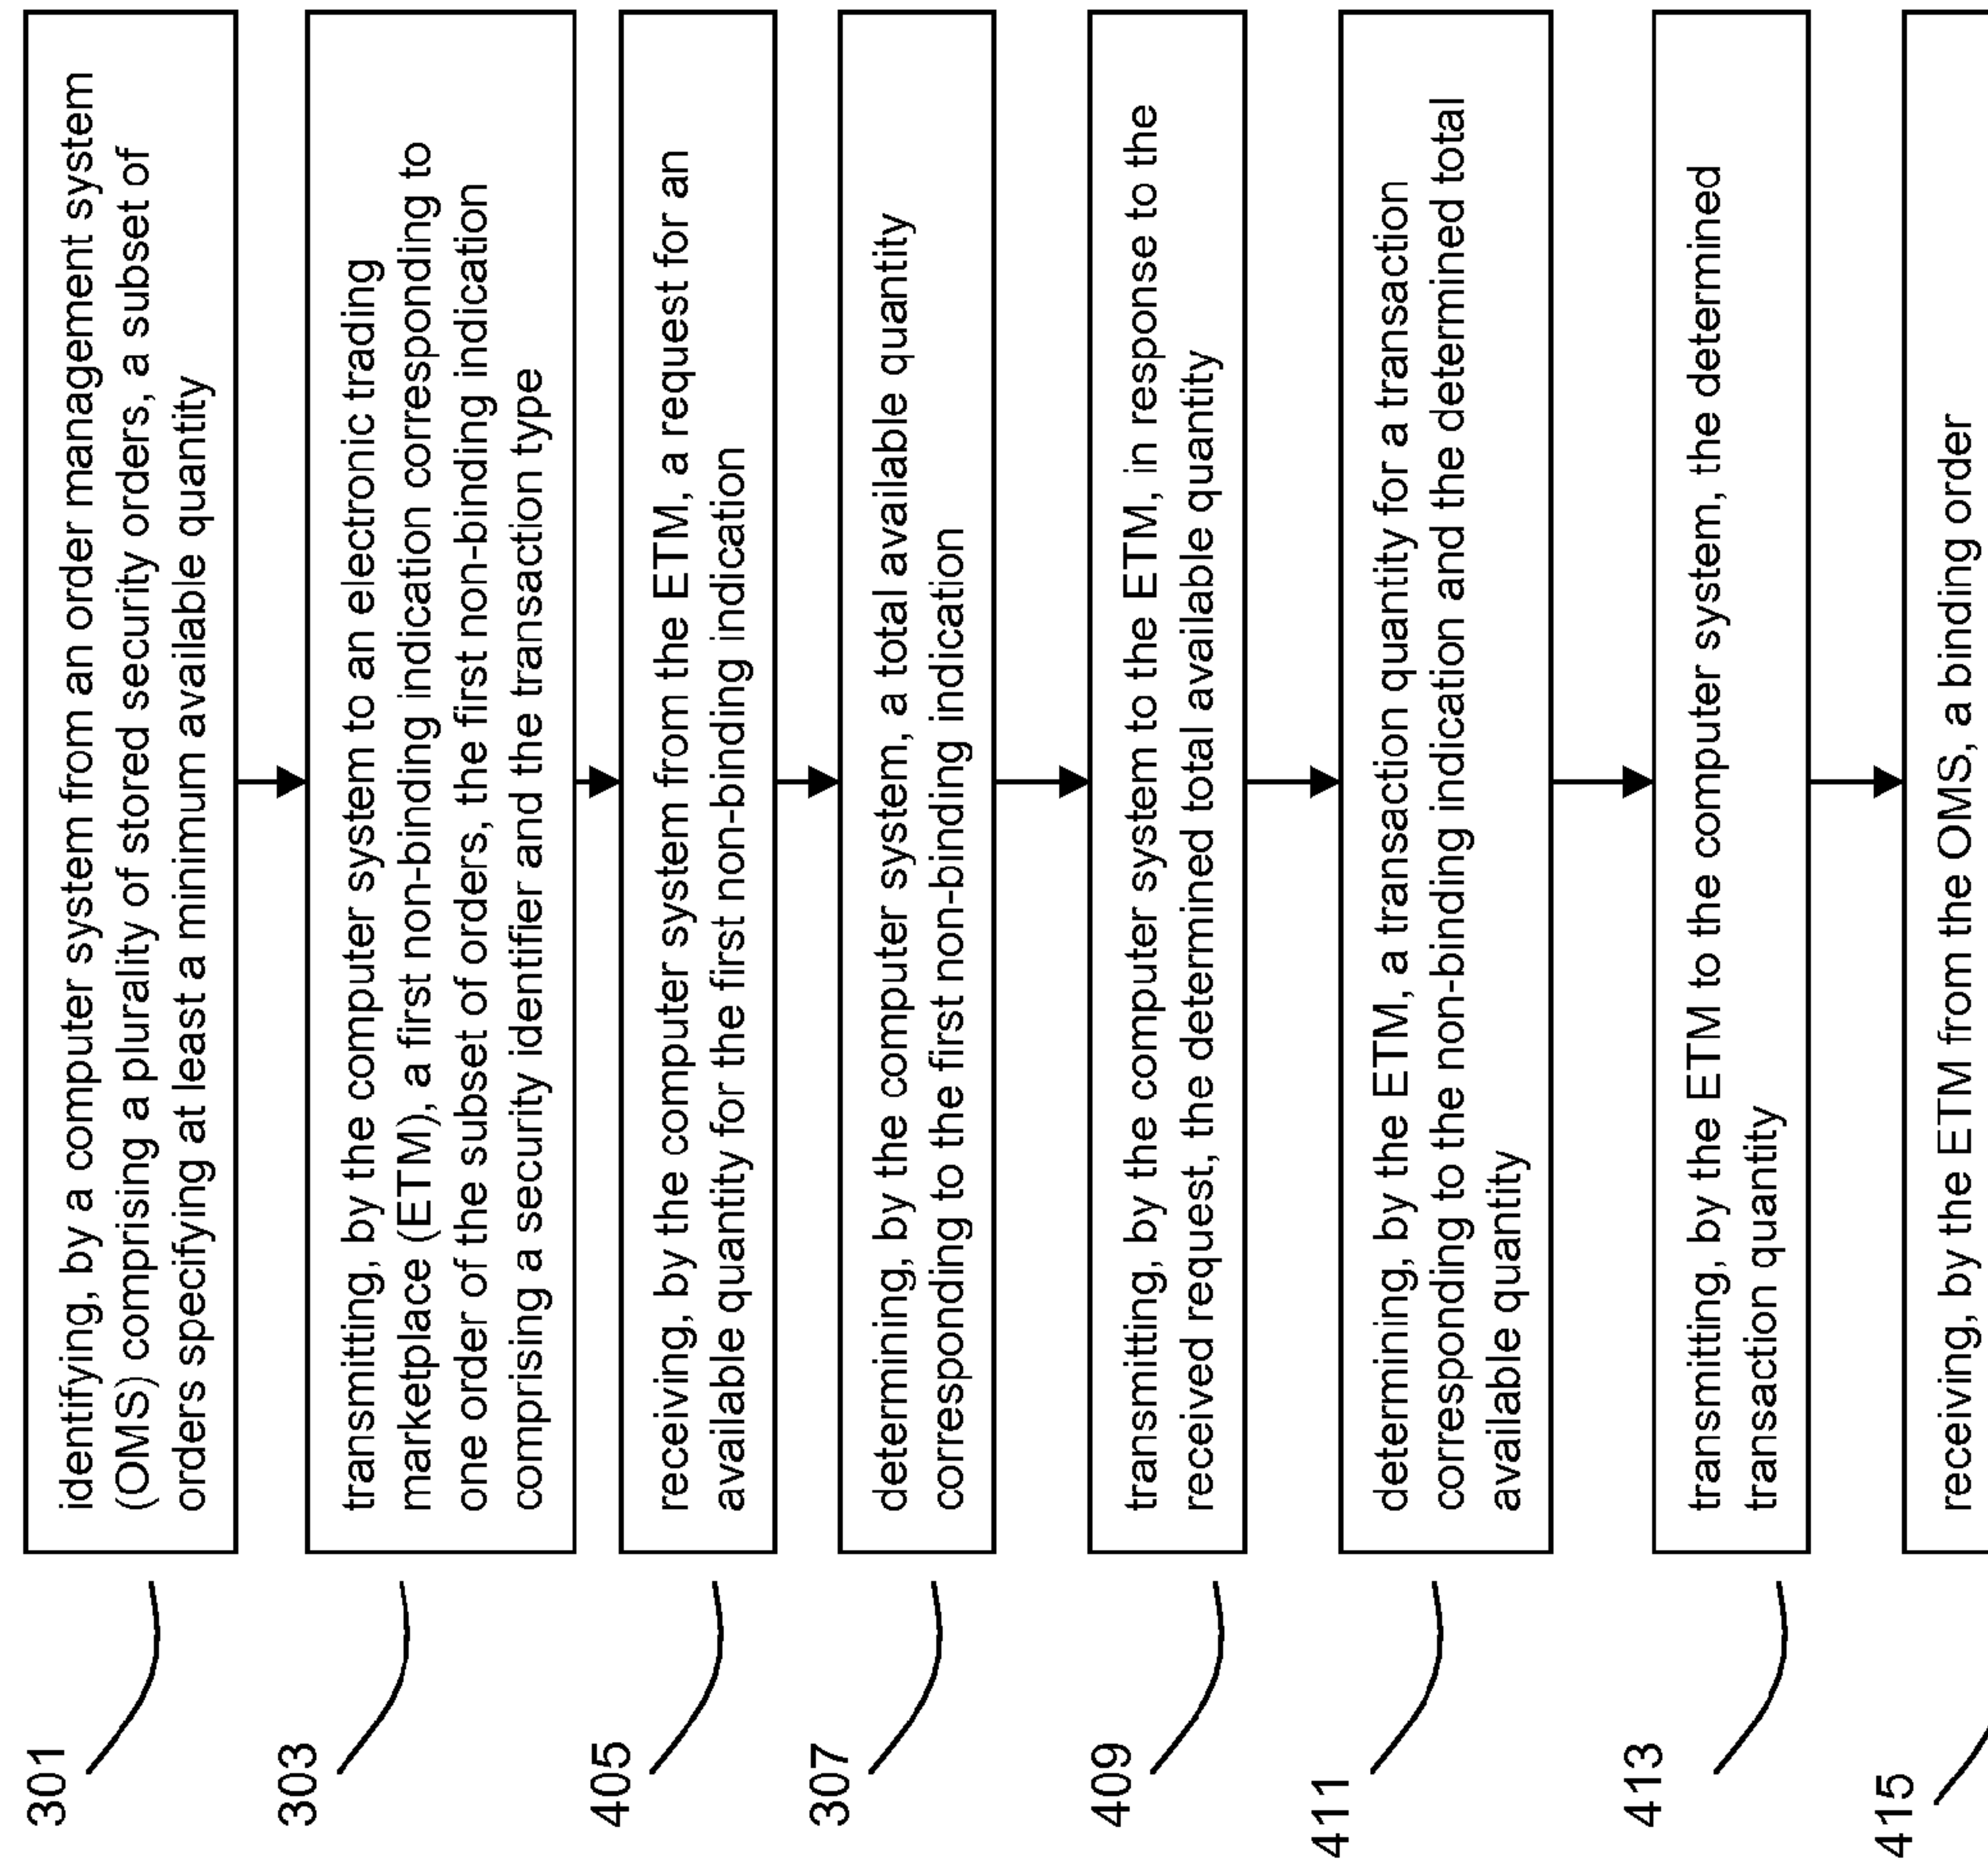 301
identifying, by a computer system from an order management system
(OMS) comprising a plurality of stored security orders, a subset of
orders specifying at least a minimum available quantity
303
transmitting, by the computer system to an electronic trading
marketplace (ETM), a first non-binding indication corresponding to
one order of the subset of orders, the first non-binding indication
comprising a security identifier and the transaction type
405
receiving, by the computer system from the ETM, a request for an
available quantity for the first non-binding indication
307
determining, by the computer system, a total available quantity
corresponding to the first non-binding indication
409
transmitting, by the computer system to the ETM, in response to the
received request, the determined total available quantity
411
determining, by the ETM, a transaction quantity for a transaction
corresponding to the non-binding indication and the determined total
available quantity
413
transmitting, by the ETM to the computer system, the determined
transaction quantity
415
receiving, by the ETM from the OMS, a binding order